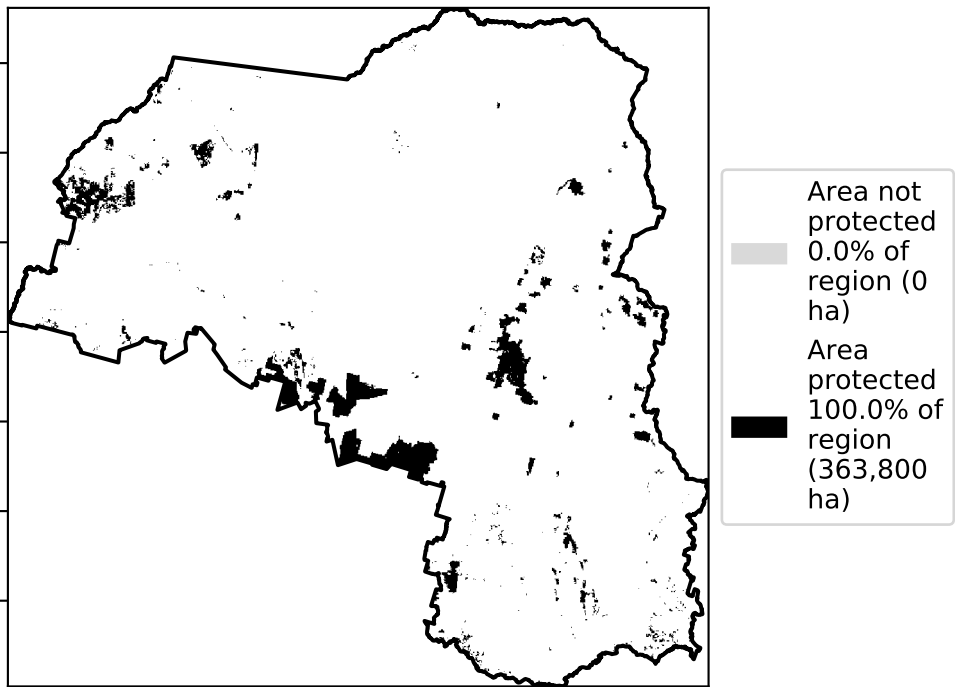 Area not
protected
0.0% of
region (0
ha)
Area
protected
100.0% of
region
(363,800
ha)